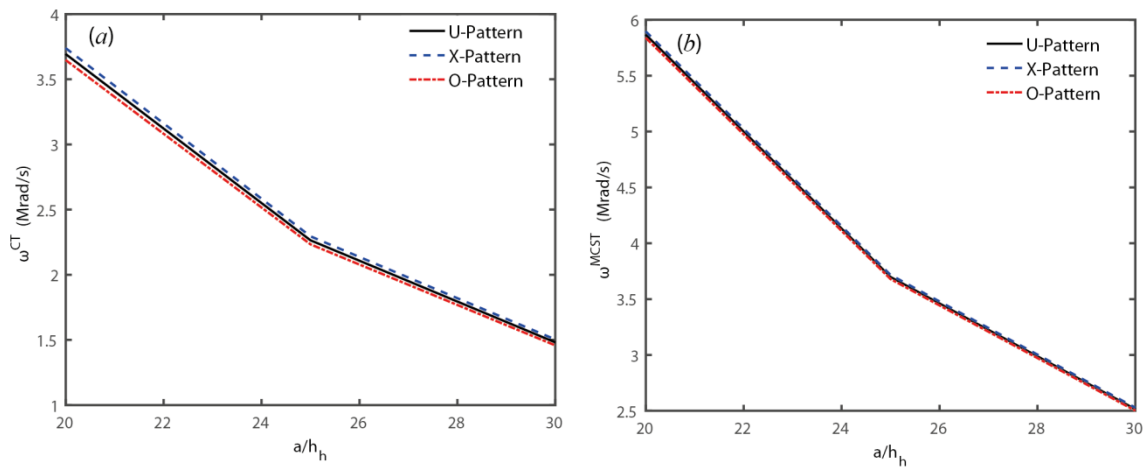 (a)
U-Pattern
X-Pattern
O-Pattern
4
3.5
3
2.5
2
1.5
1
20 22 24 26 28 30
ω^CT (Mrad/s)
a/h_h
(b)
U-Pattern
X-Pattern
O-Pattern
6
5.5
5
4.5
4
3.5
3
2.5
20 22 24 26 28 30
ω^MCST (Mrad/s)
a/h_h